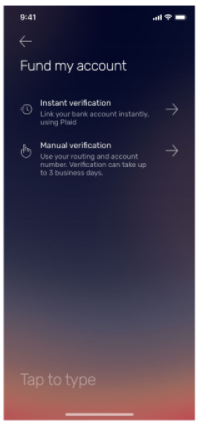 9:41
Fund my account
Instant verification
Link your bank account instantly,
using Plaid
Manual verification
Use your routing and account
number. Verification can take up
to 3 business days.
Tap to type